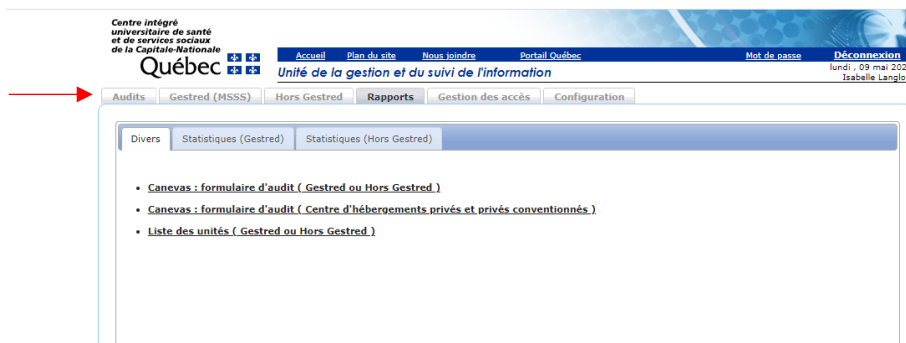 Centre intégré
universitaire de santé
et de services sociaux
de la Capitale-Nationale
Québec
Accueil Plan du site Nous joindre Portail Québec Mot de passe Déconnexion
Unité de la gestion et du suivi de l'information
lundi , 09 mai 202
Isabelle Langlo
Audits Gestred (MSSS) Hors Gestred Rapports Gestion des accès Configuration
Divers Statistiques (Gestred) Statistiques (Hors Gestred)
• Canevas : formulaire d'audit ( Gestred ou Hors Gestred )
• Canevas : formulaire d'audit ( Centre d'hébergements privés et privés conventionnés )
• Liste des unités ( Gestred ou Hors Gestred )